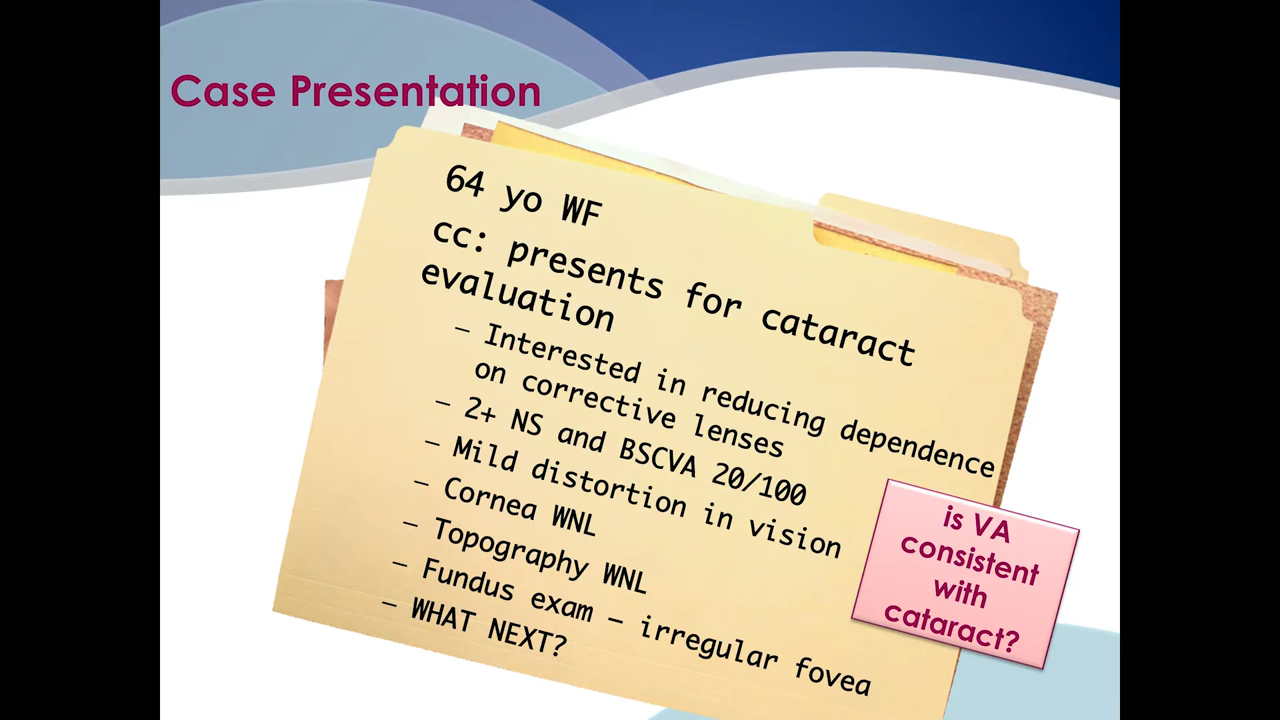 Case Presentation
64 yo WF
cc: presents for cataract
evaluation
– Interested in reducing dependence
on corrective lenses
– 2+ NS and BSCVA 20/100
– Mild distortion in vision
– Cornea WNL
– Topography WNL
– Fundus exam – irregular fovea
– WHAT NEXT?
is VA
consistent
with
cataract?